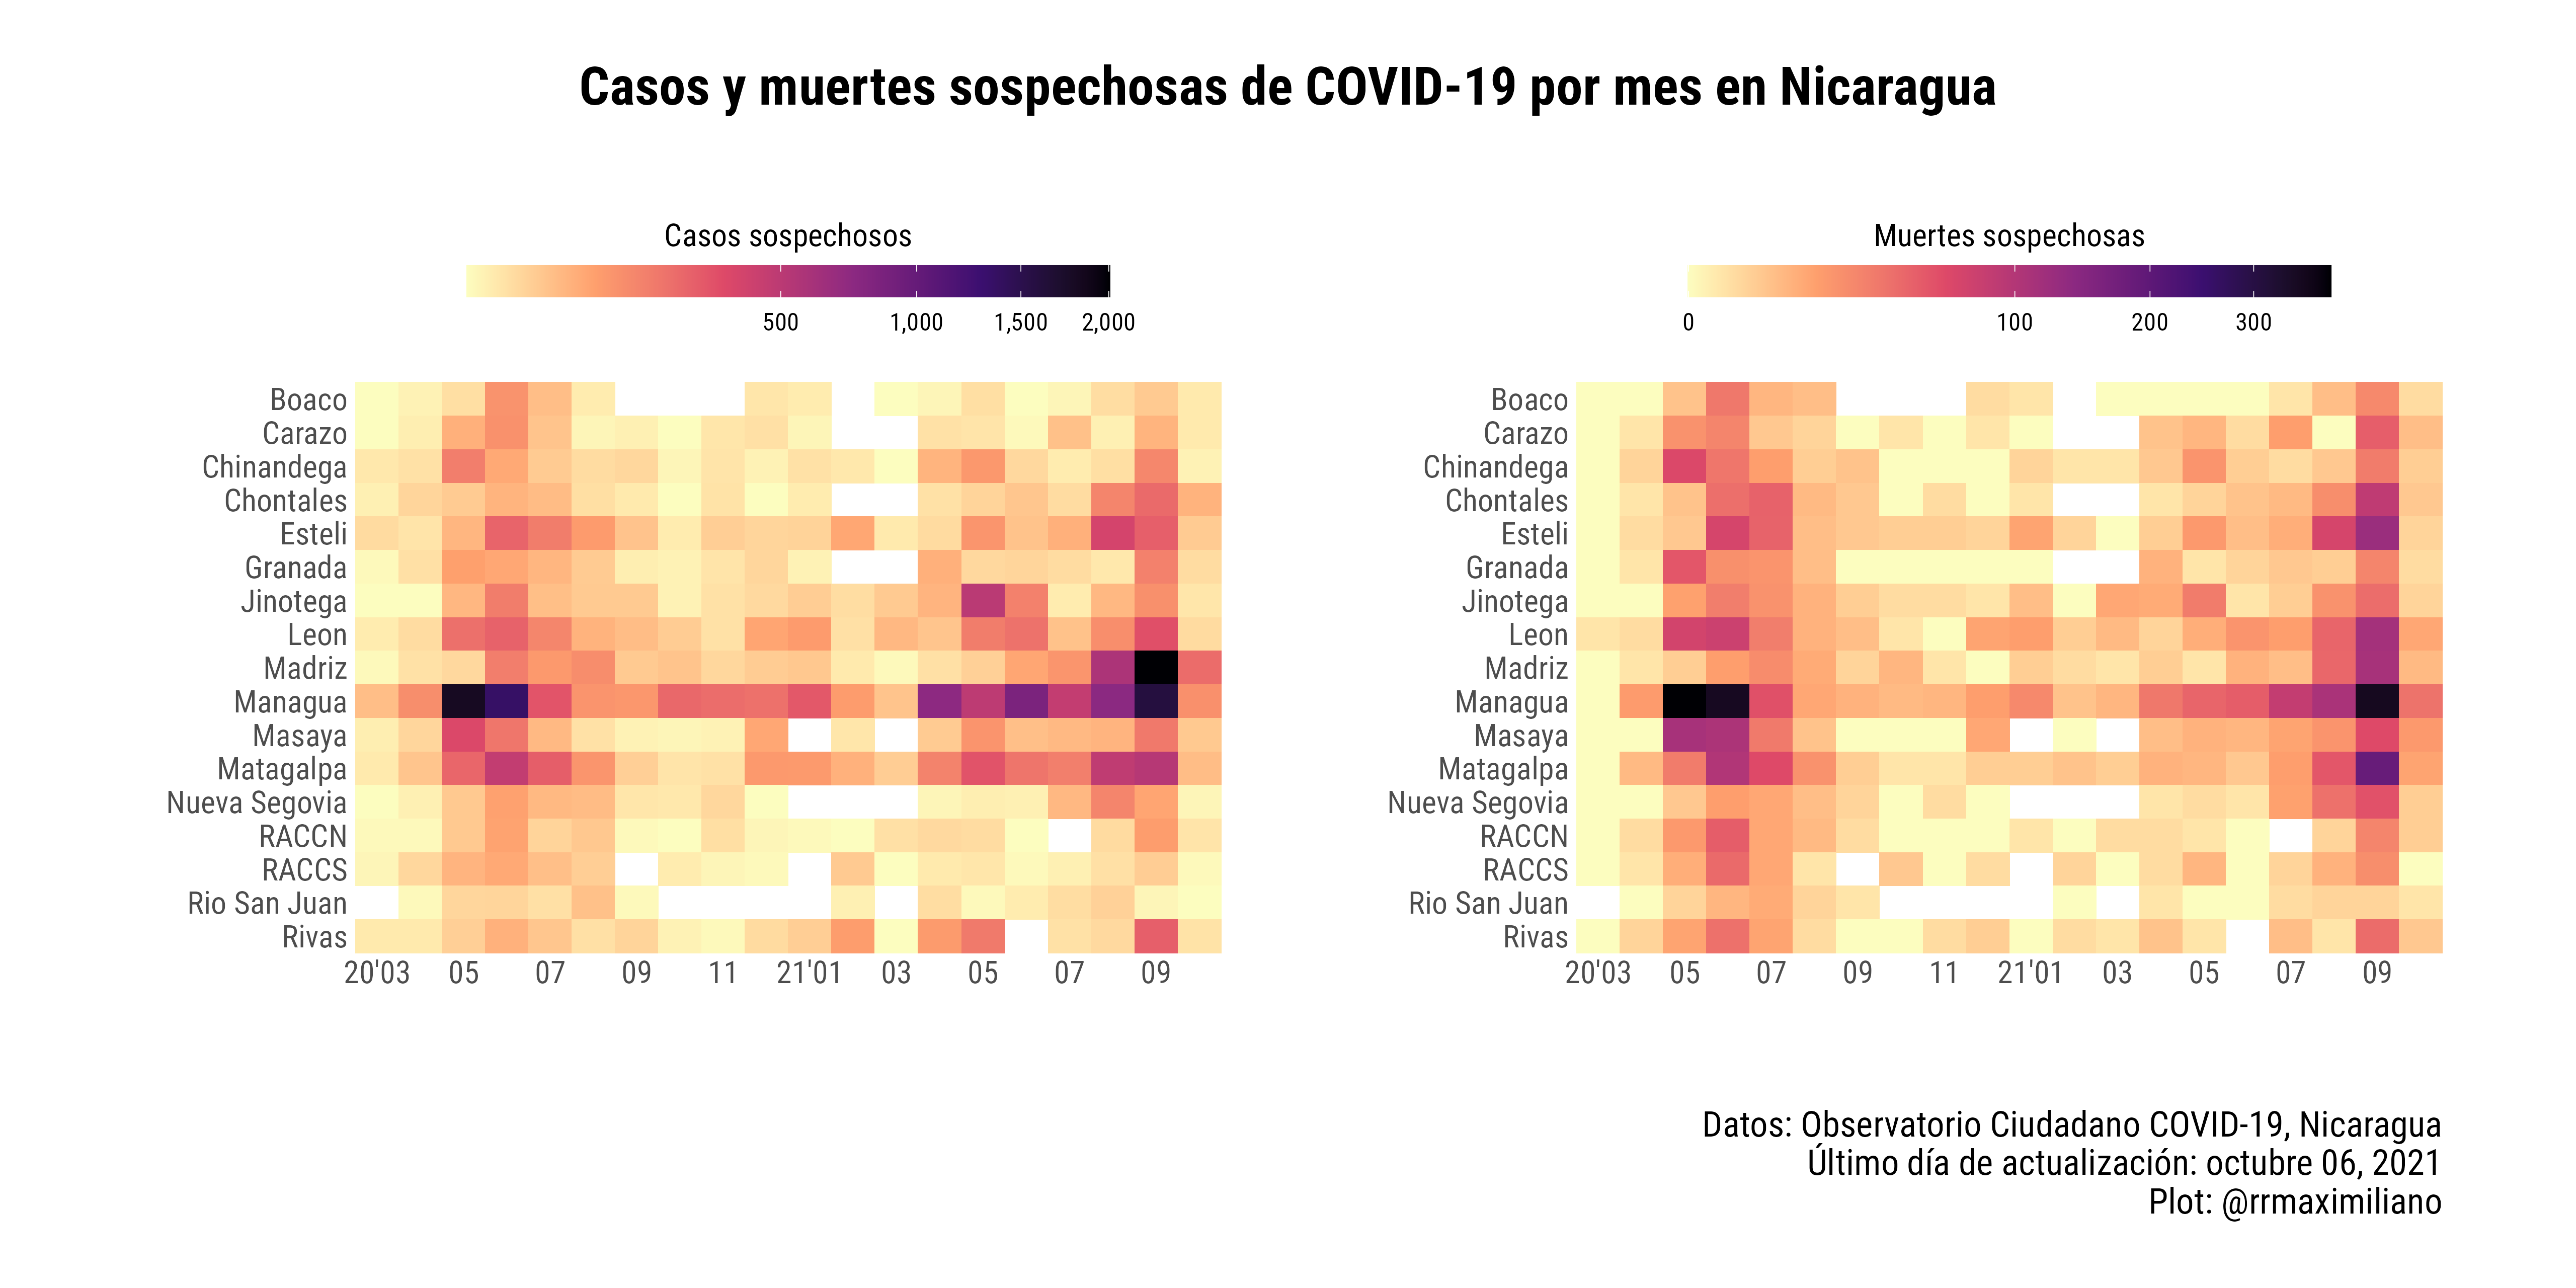 Casos y muertes sospechosas de COVID-19 por mes en Nicaragua
Casos sospechosos
500 1,000 1,500 2,000
Boaco
Carazo
Chinandega
Chontales
Esteli
Granada
Jinotega
Leon
Madriz
Managua
Masaya
Matagalpa
Nueva Segovia
RACCN
RACCS
Rio San Juan
Rivas
20'03 05 07 09 11 21'01 03 05 07 09
Muertes sospechosas
0 100 200 300
Boaco
Carazo
Chinandega
Chontales
Esteli
Granada
Jinotega
Leon
Madriz
Managua
Masaya
Matagalpa
Nueva Segovia
RACCN
RACCS
Rio San Juan
Rivas
20'03 05 07 09 11 21'01 03 05 07 09
Datos: Observatorio Ciudadano COVID-19, Nicaragua
Último día de actualización: octubre 06, 2021
Plot: @rrmaximiliano